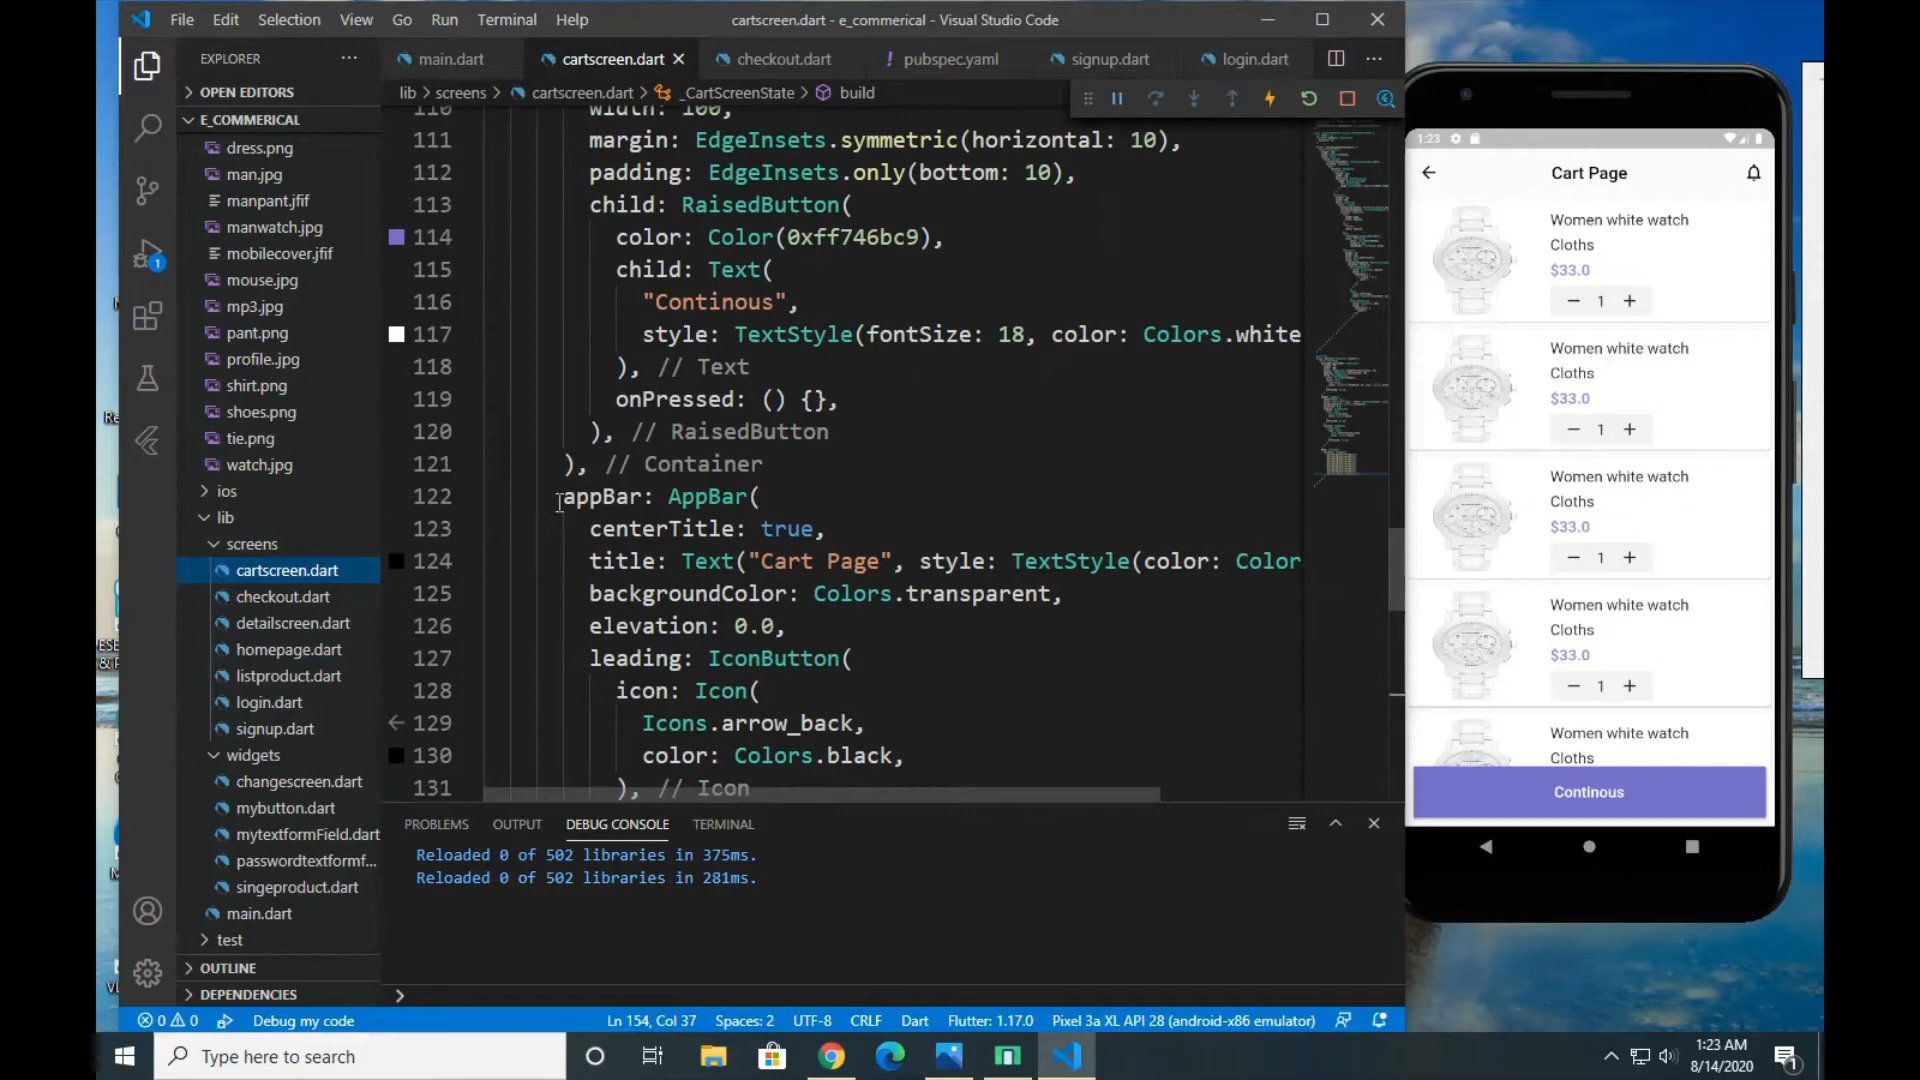 File Edit Selection View Go Run Terminal Help cartscreen.dart - e_commerical - Visual Studio Code
EXPLORER
main.dart cartscreen.dart checkout.dart pubspec.yaml signup.dart login.dart
OPEN EDITORS
E_COMMERICAL
dress.png
man.jpg
manpant.jfif
manwatch.jpg
mobilecover.jfif
mouse.jpg
mp3.jpg
pant.png
profile..jpg
shirt.png
shoes.png
tie.png
watch.jpg
ios
lib
screens
cartscreen.dart
checkout.dart
detailscreen.dart
homepage.dart
listproduct.dart
login.dart
signup.dart
widgets
changescreen.dart
mybutton.dart
mytextformField.dart
passwordtextformf...
singeproduct.dart
main.dart
test
OUTLINE
DEPENDENCIES
lib > screens > cartscreen.dart > _CartScreenState > build
110 width: 100,
111 margin: EdgeInsets.symmetric(horizontal: 10),
112 padding: EdgeInsets.only(bottom: 10),
113 child: RaisedButton(
114 color: Color(0xff746bc9),
115 child: Text(
116 "Continous",
117 style: TextStyle(fontSize: 18, color: Colors.white
118 ), // Text
119 onPressed: () {},
120 ), // RaisedButton
121 ), // Container
122 appBar: AppBar(
123 centerTitle: true,
124 title: Text("Cart Page", style: TextStyle(color: Color
125 backgroundColor: Colors.transparent,
126 elevation: 0.0,
127 leading: IconButton(
128 icon: Icon(
129 Icons.arrow_back,
130 color: Colors.black,
131 ), // Icon
PROBLEMS OUTPUT DEBUG CONSOLE TERMINAL
Reloaded 0 of 502 libraries in 375ms.
Reloaded 0 of 502 libraries in 281ms.
1:23
Cart Page
Women white watch
Cloths
$33.0
− 1 +
Women white watch
Cloths
$33.0
− 1 +
Women white watch
Cloths
$33.0
− 1 +
Women white watch
Cloths
$33.0
− 1 +
Women white watch
Cloths
Continous
0 0 Debug my code Ln 154, Col 37 Spaces: 2 UTF-8 CRLF Dart Flutter: 1.17.0 Pixel 3a XL API 28 (android-x86 emulator)
Type here to search
1:23 AM
8/14/2020
1